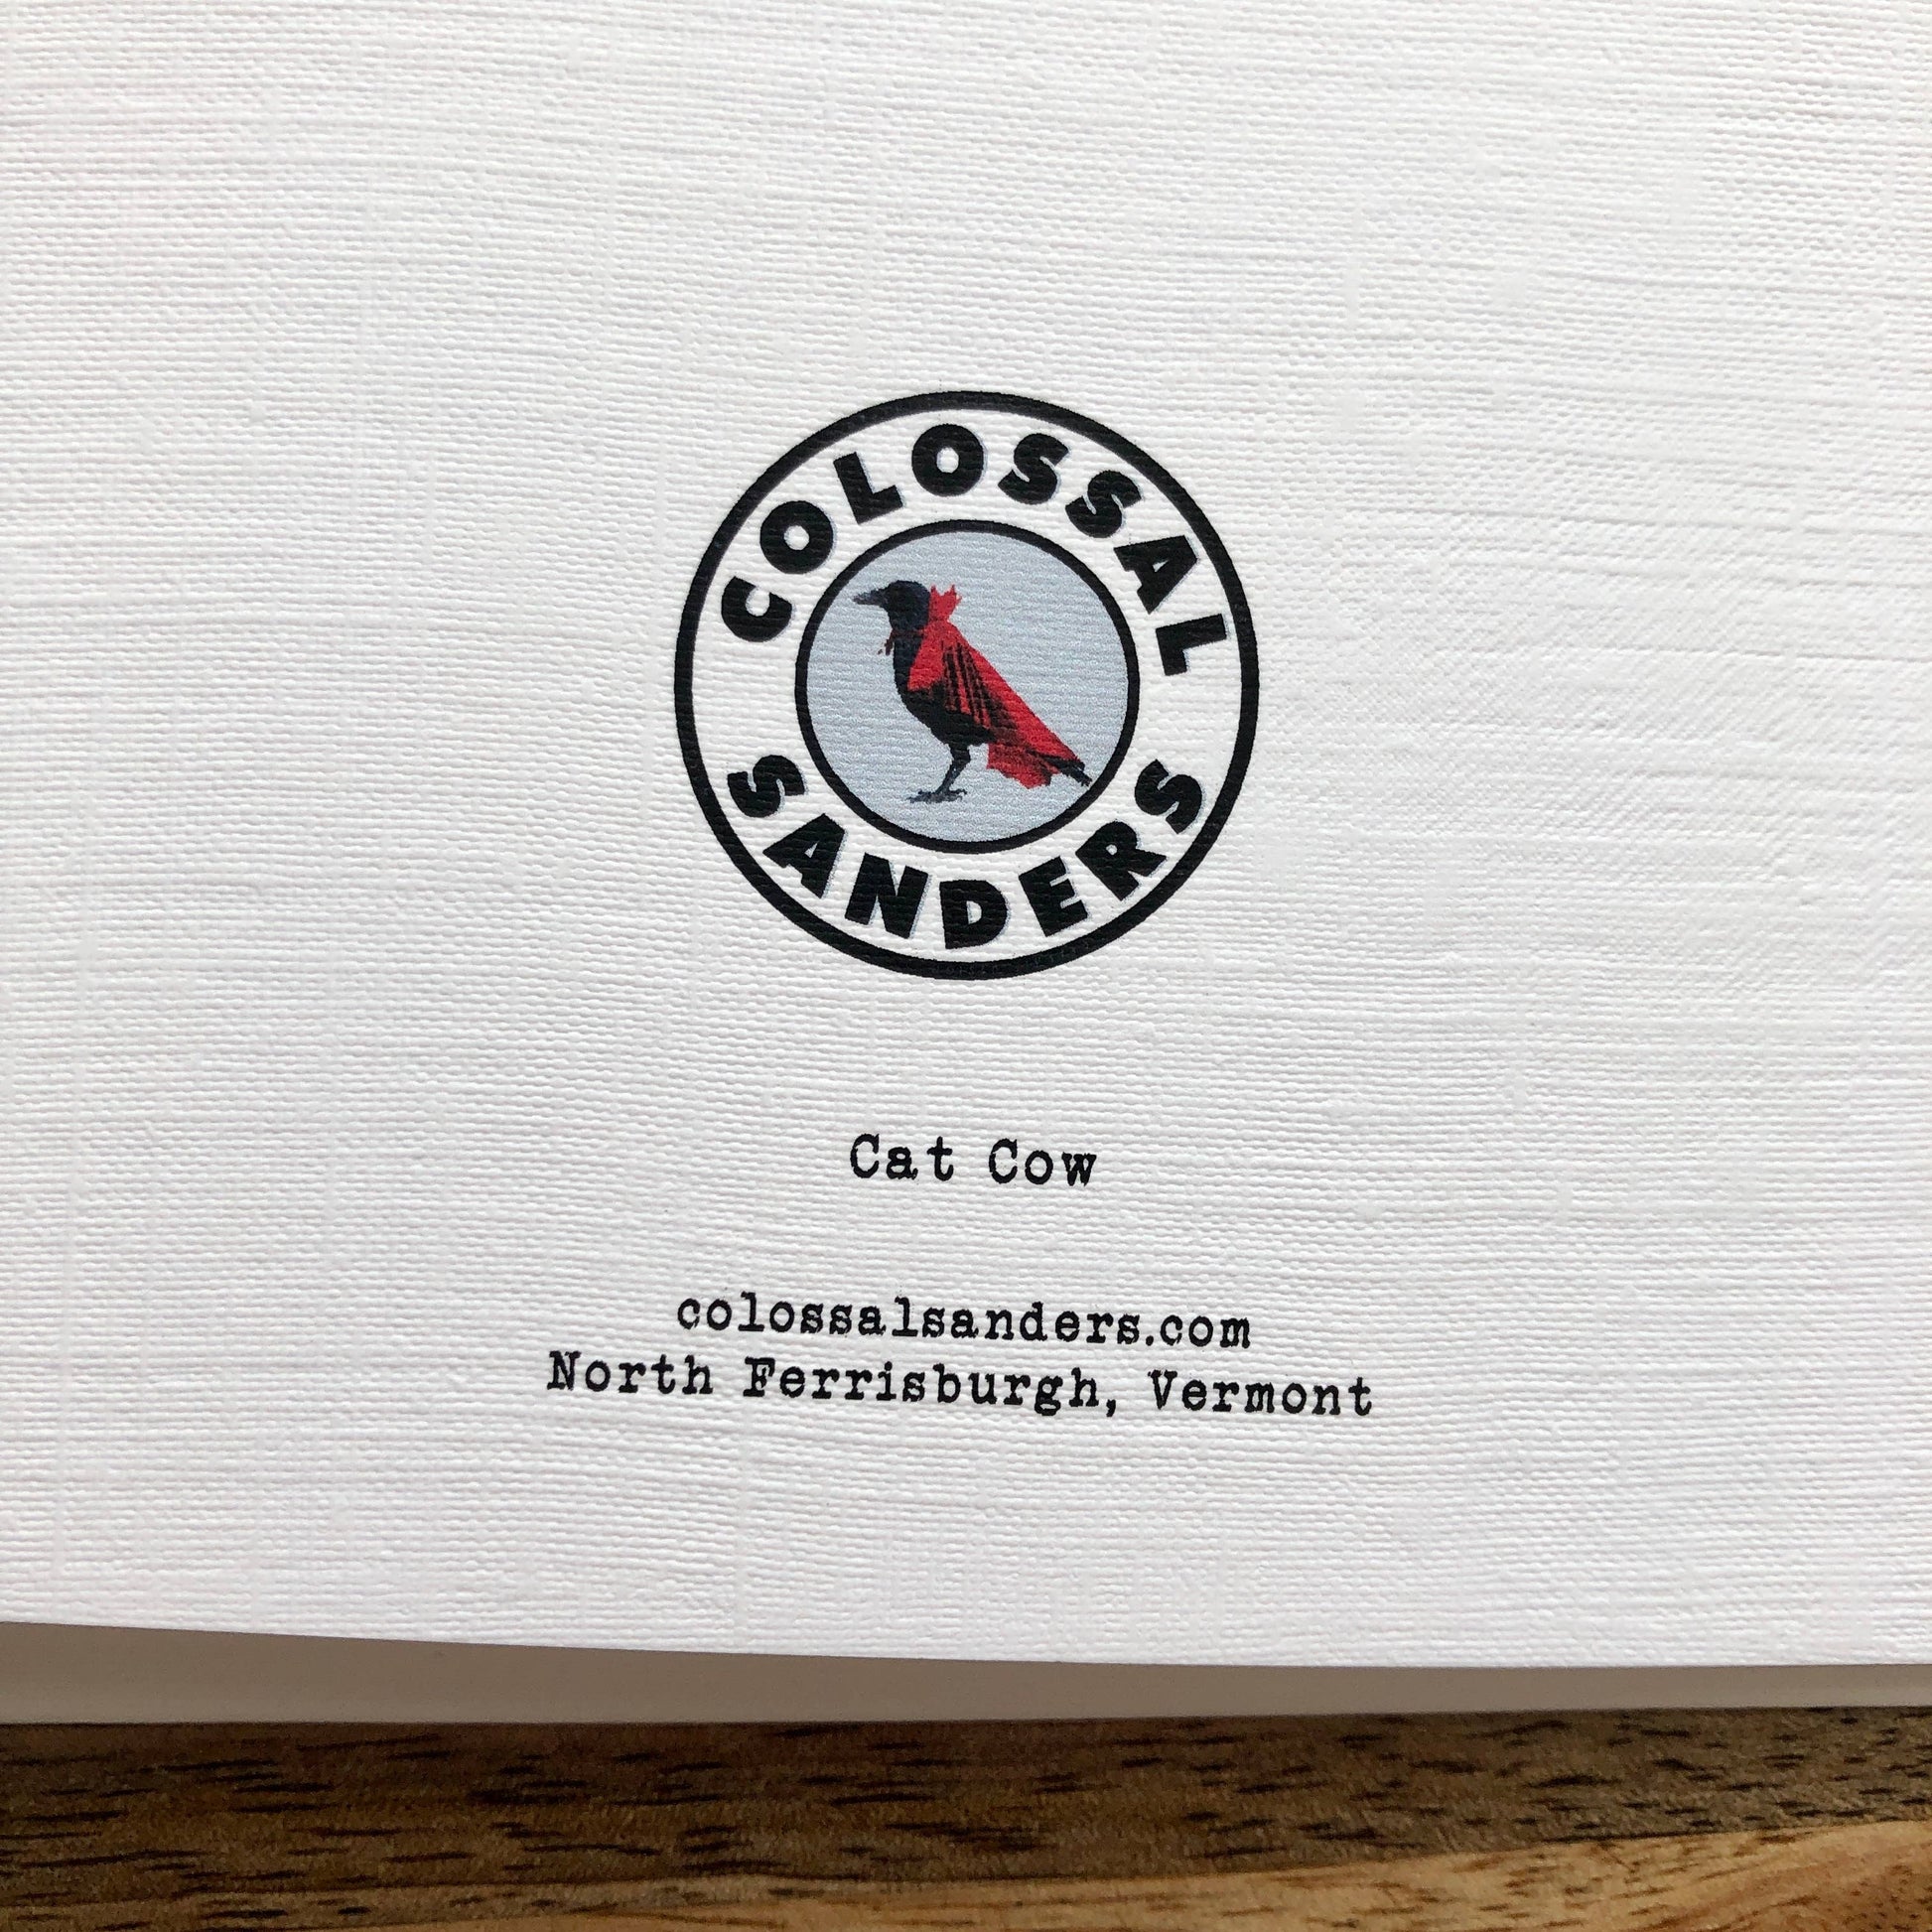 COLOSSAL
SANDERS
Cat Cow
colossalsanders.com
North Ferrisburgh, Vermont